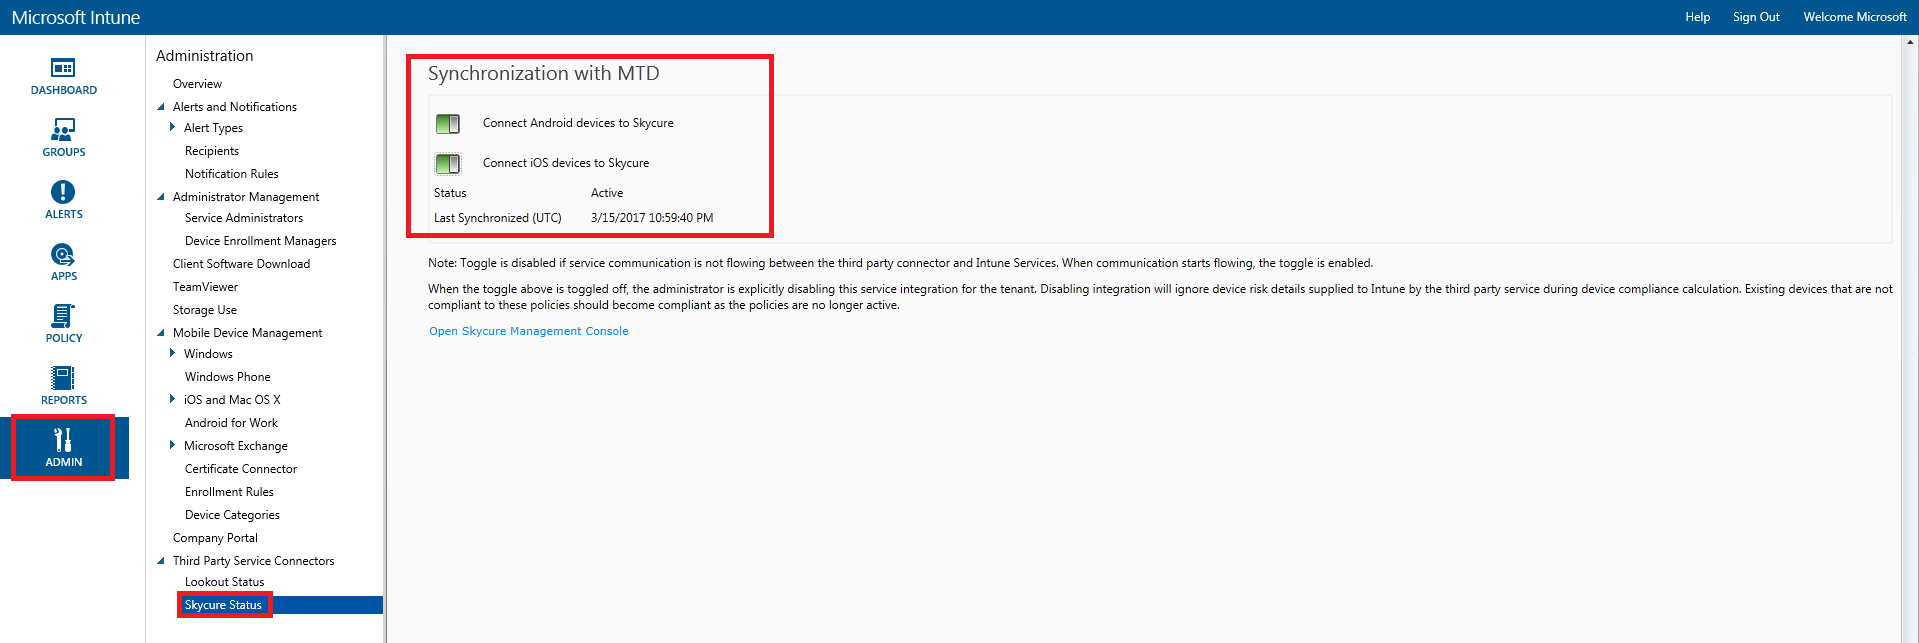 Microsoft Intune
Help
Sign Out
Welcome Microsoft
DASHBOARD
GROUPS
ALERTS
APPS
POLICY
REPORTS
ADMIN
Administration
Overview
Alerts and Notifications
Alert Types
Recipients
Notification Rules
Administrator Management
Service Administrators
Device Enrollment Managers
Client Software Download
TeamViewer
Storage Use
Mobile Device Management
Windows
Windows Phone
iOS and Mac OS X
Android for Work
Microsoft Exchange
Certificate Connector
Enrollment Rules
Device Categories
Company Portal
Third Party Service Connectors
Lookout Status
Skycure Status
Synchronization with MTD
Connect Android devices to Skycure
Connect iOS devices to Skycure
Status Active
Last Synchronized (UTC) 3/15/2017 10:59:40 PM
Note: Toggle is disabled if service communication is not flowing between the third party connector and Intune Services. When communication starts flowing, the toggle is enabled.
When the toggle above is toggled off, the administrator is explicitly disabling this service integration for the tenant. Disabling integration will ignore device risk details supplied to Intune by the third party service during device compliance calculation. Existing devices that are not
compliant to these policies should become compliant as the policies are no longer active.
Open Skycure Management Console